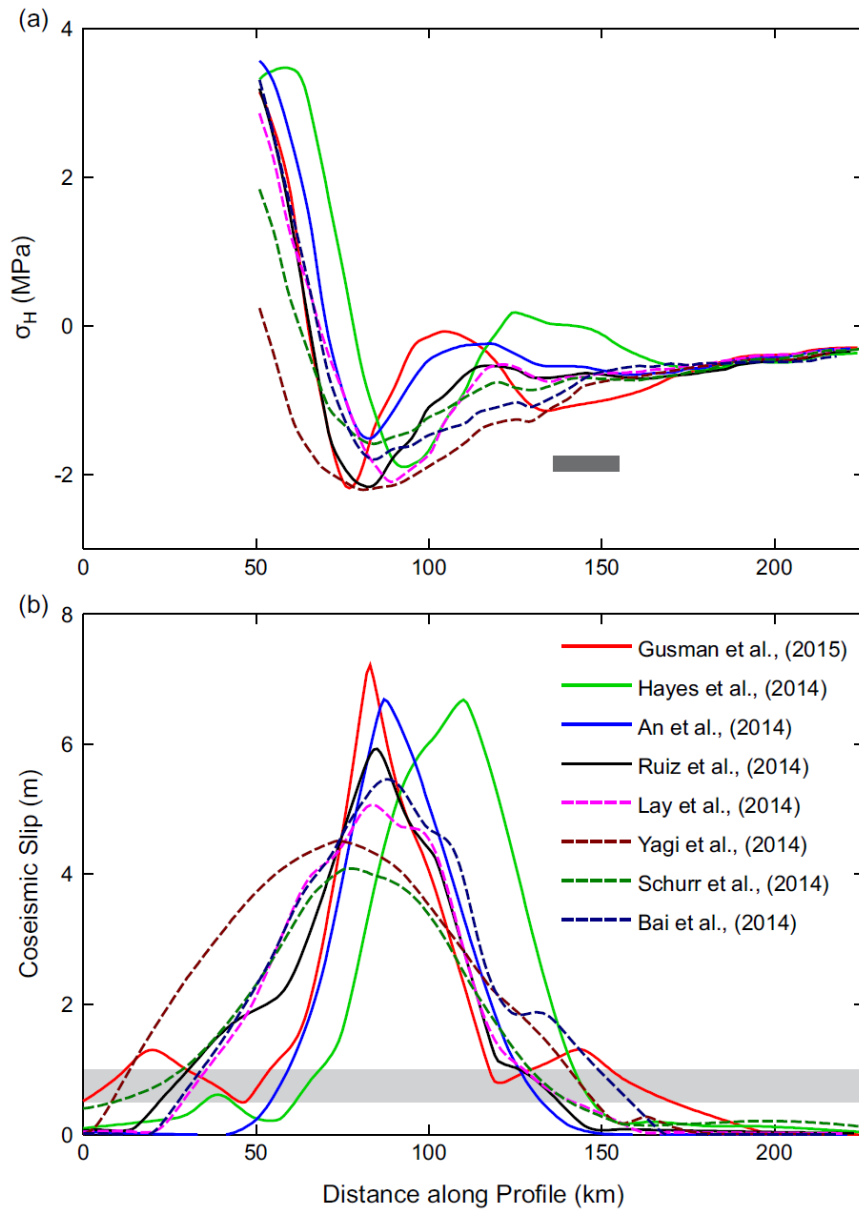 (a)
4
2
0
-2
σH (MPa)
0 50 100 150 200
(b)
8
6
4
2
0
Coseismic Slip (m)
Gusman et al., (2015)
Hayes et al., (2014)
An et al., (2014)
Ruiz et al., (2014)
Lay et al., (2014)
Yagi et al., (2014)
Schurr et al., (2014)
Bai et al., (2014)
0 50 100 150 200
Distance along Profile (km)